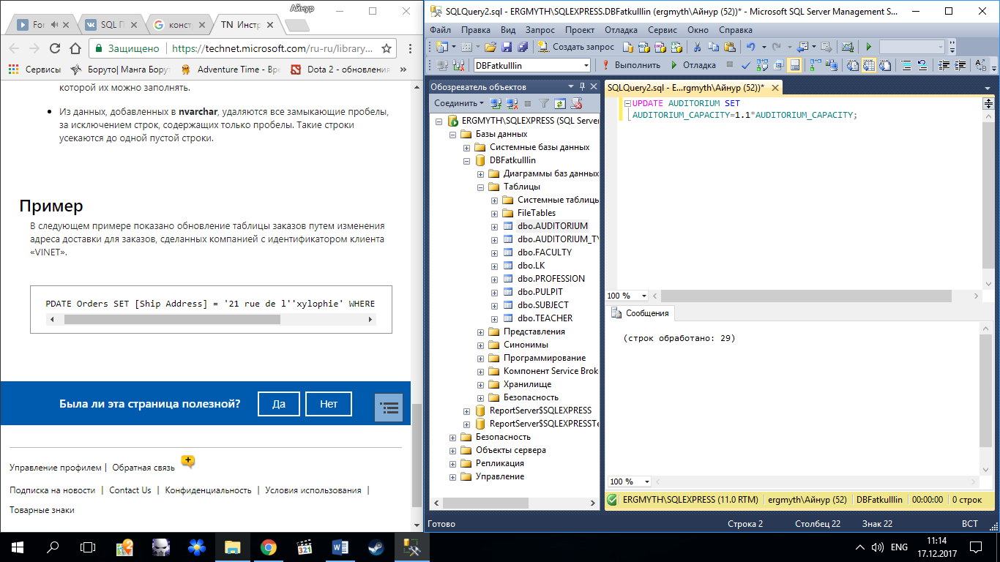 Айнур
For
SQL П
конст
TN Инстр
Защищено
https://technet.microsoft.com/ru-ru/library...
Сервисы
Боруто| Манга Бору
Adventure Time - Вре
Dota 2 - обновления
»
которой их можно заполнять.
• Из данных, добавленных в nvarchar, удаляются все замыкающие пробелы,
за исключением строк, содержащих только пробелы. Такие строки
усекаются до одной пустой строки.
Пример
В следующем примере показано обновление таблицы заказов путем изменения
адреса доставки для заказов, сделанных компанией с идентификатором клиента
«VINET».
PDATE Orders SET [Ship Address] = '21 rue de l''xylophie' WHERE
Была ли эта страница полезной?
Да
Нет
Управление профилем |
Обратная связь
Подписка на новости | Contact Us | Конфиденциальность | Условия использования |
Товарные знаки
SQLQuery2.sql - ERGMYTH\SQLEXPRESS.DBFatkulllin (ergmyth\Айнур (52))* - Microsoft SQL Server Management S...
Файл Правка Вид Запрос Проект Отладка Сервис Окно Справка
Создать запрос
DBFatkulllin
Выполнить
Отладка
Обозреватель объектов
Соединить
ERGMYTH\SQLEXPRESS (SQL Server
Базы данных
Системные базы данных
DBFatkulllin
Диаграммы баз данных
Таблицы
Системные таблицы
FileTables
dbo.AUDITORIUM
dbo.AUDITORIUM_TY
dbo.FACULTY
dbo.LK
dbo.PROFESSION
dbo.PULPIT
dbo.SUBJECT
dbo.TEACHER
Представления
Синонимы
Программирование
Компонент Service Brok
Хранилище
Безопасность
ReportServer$SQLEXPRESS
ReportServer$SQLEXPRESSTe
Безопасность
Объекты сервера
Репликация
Управление
SQLQuery2.sql - E...rgmyth\Айнур (52))*
UPDATE AUDITORIUM SET
AUDITORIUM_CAPACITY=1.1*AUDITORIUM_CAPACITY;
100 %
Сообщения
(строк обработано: 29)
100 %
ERGMYTH\SQLEXPRESS (11.0 RTM)
ergmyth\Айнур (52)
DBFatkulllin
00:00:00
0 строк
Готово
Строка 2
Столбец 22
Знак 22
ВСТ
ENG
11:14
17.12.2017